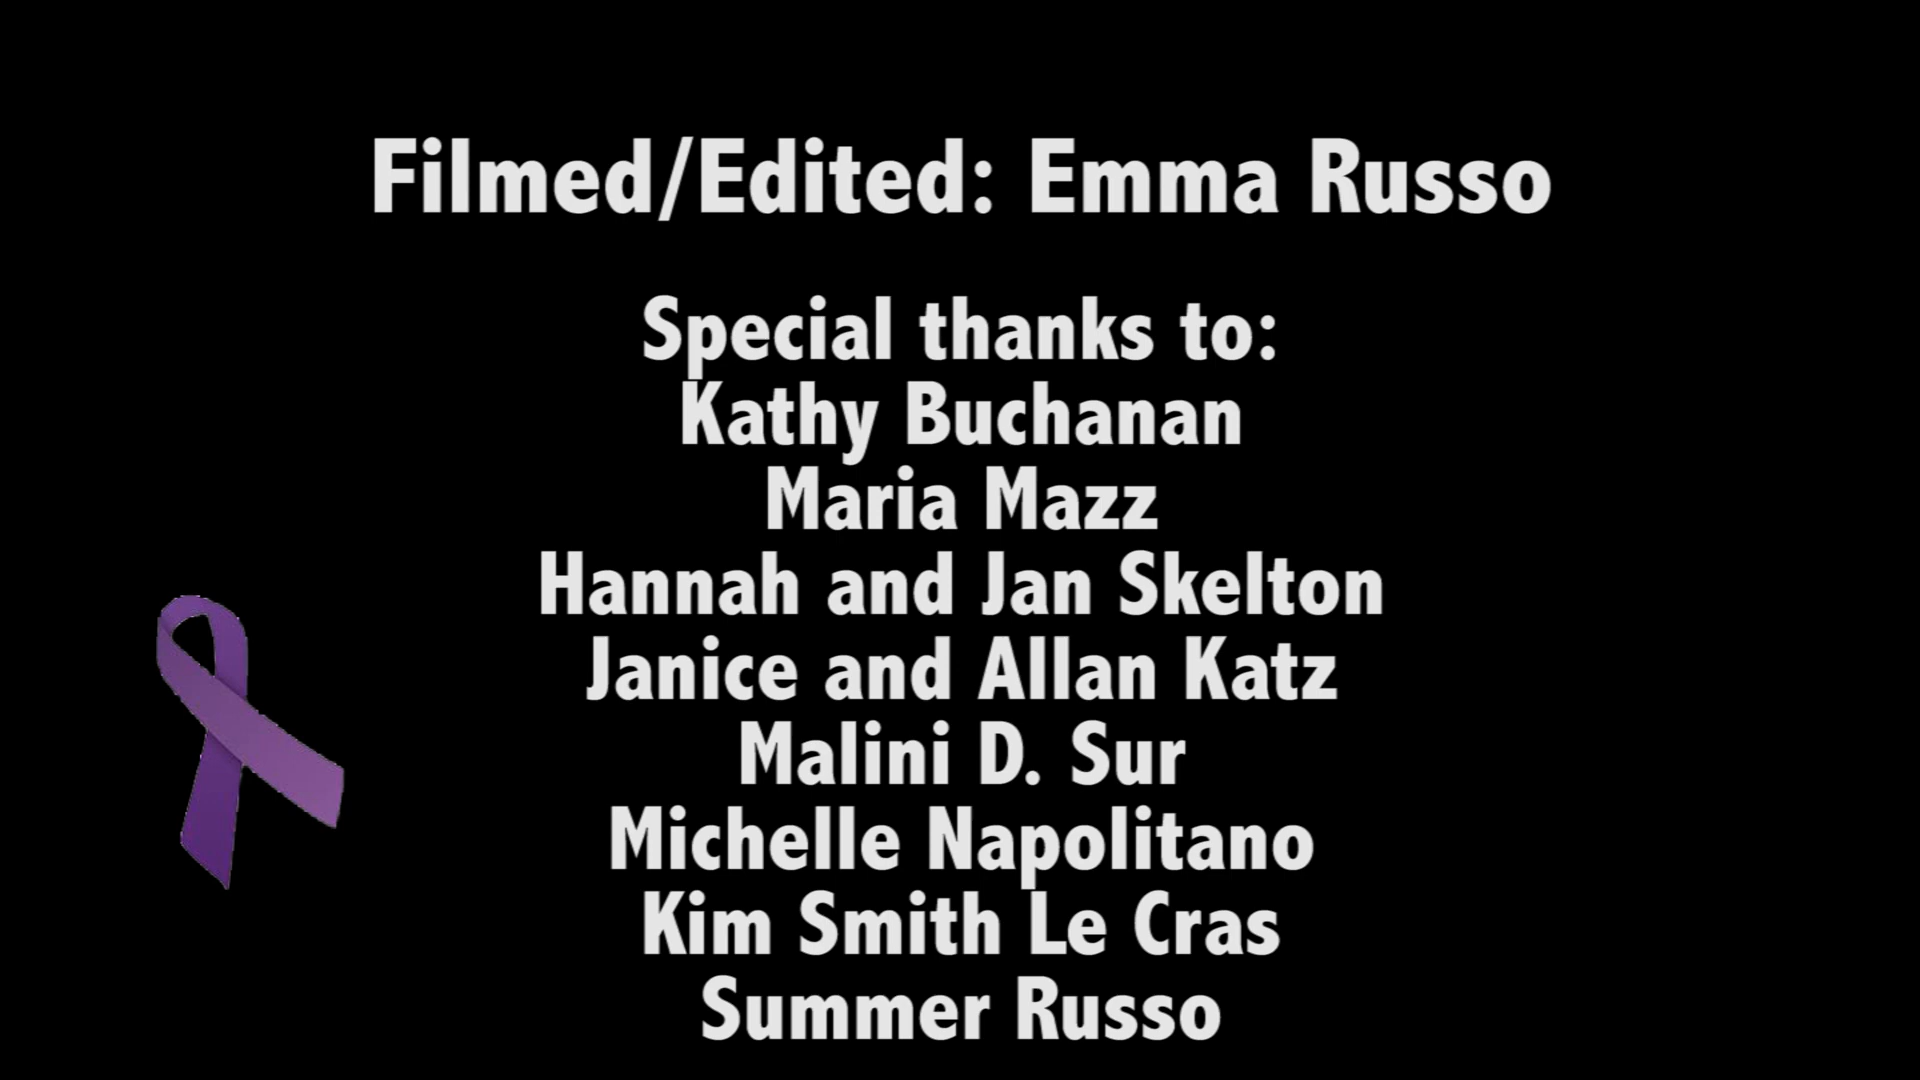 Filmed/Edited: Emma Russo
Special thanks to:
Kathy Buchanan
Maria Mazz
Hannah and Jan Skelton
Janice and Allan Katz
Malini D. Sur
Michelle Napolitano
Kim Smith Le Cras
Summer Russo